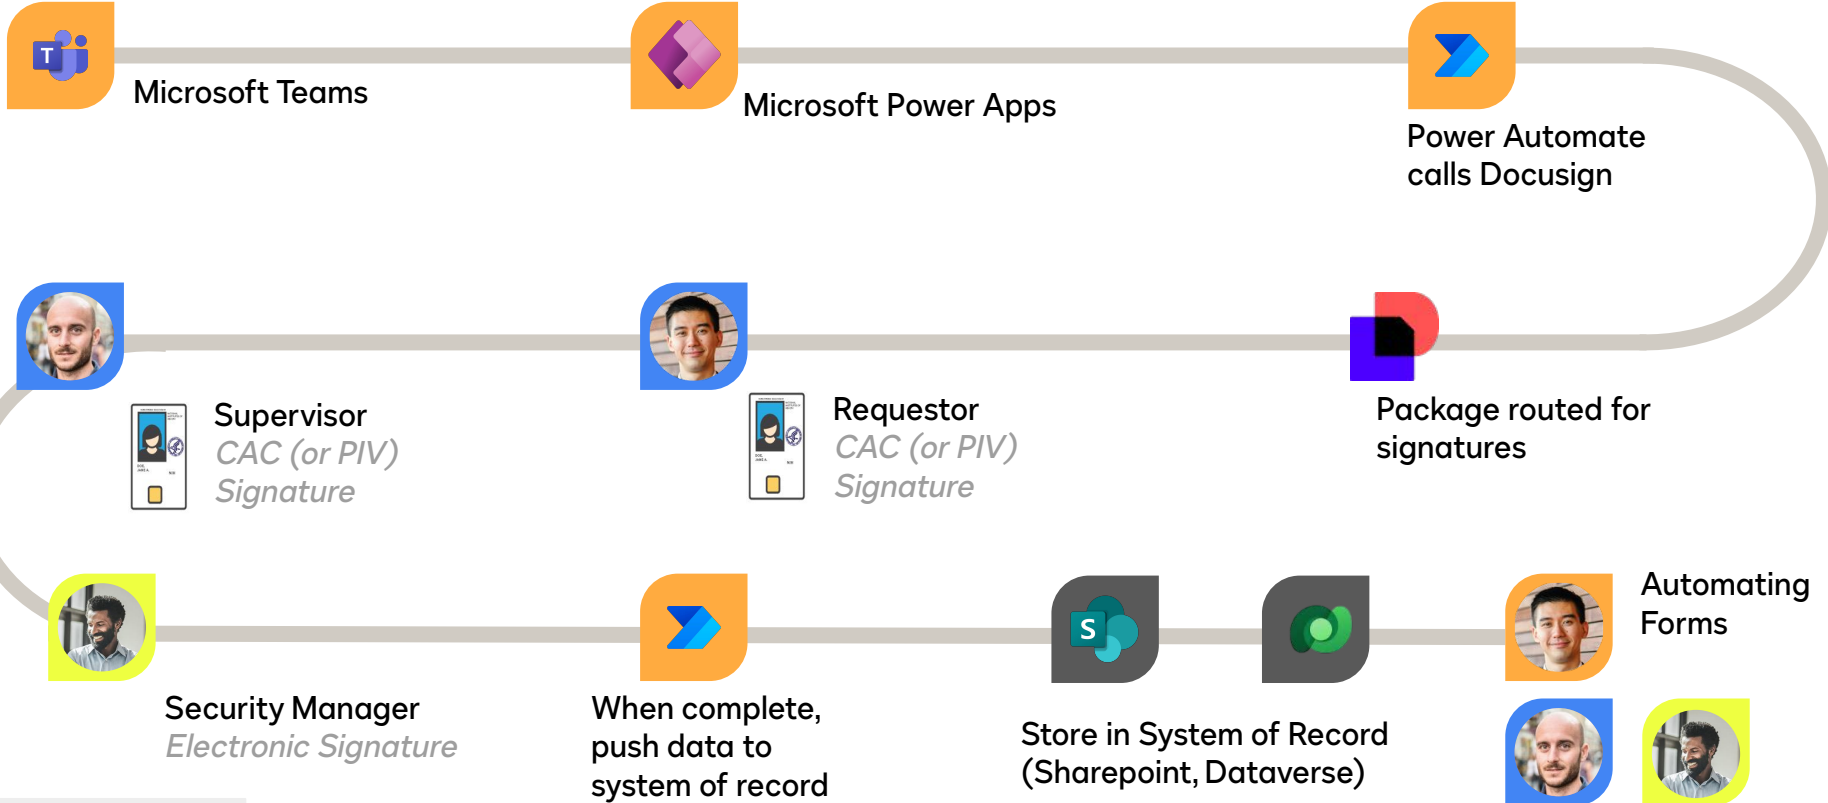 Microsoft Teams
Microsoft Power Apps
Power Automate
calls Docusign
Supervisor
CAC (or PIV)
Signature
Requestor
CAC (or PIV)
Signature
Package routed for
signatures
Security Manager
Electronic Signature
When complete,
push data to
system of record
S
Store in System of Record
(Sharepoint, Dataverse)
Automating
Forms
T